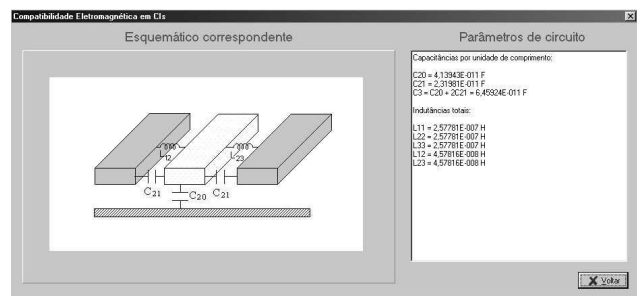 Compatibilidade Eletromagnética em CIs
Esquemático correspondente
Parâmetros de circuito
L12
L23
C21
C20
C21
Capacitâncias por unidade de comprimento:
C20 = 4,13943E-011 F
C21 = 2,31981E-011 F
C3 = C20 + 2C21 = 6,45924E-011 F
Indutâncias totais:
L11 = 2,57781E-007 H
L22 = 2,57781E-007 H
L33 = 2,57781E-007 H
L12 = 4,57816E-008 H
L23 = 4,57816E-008 H
Voltar